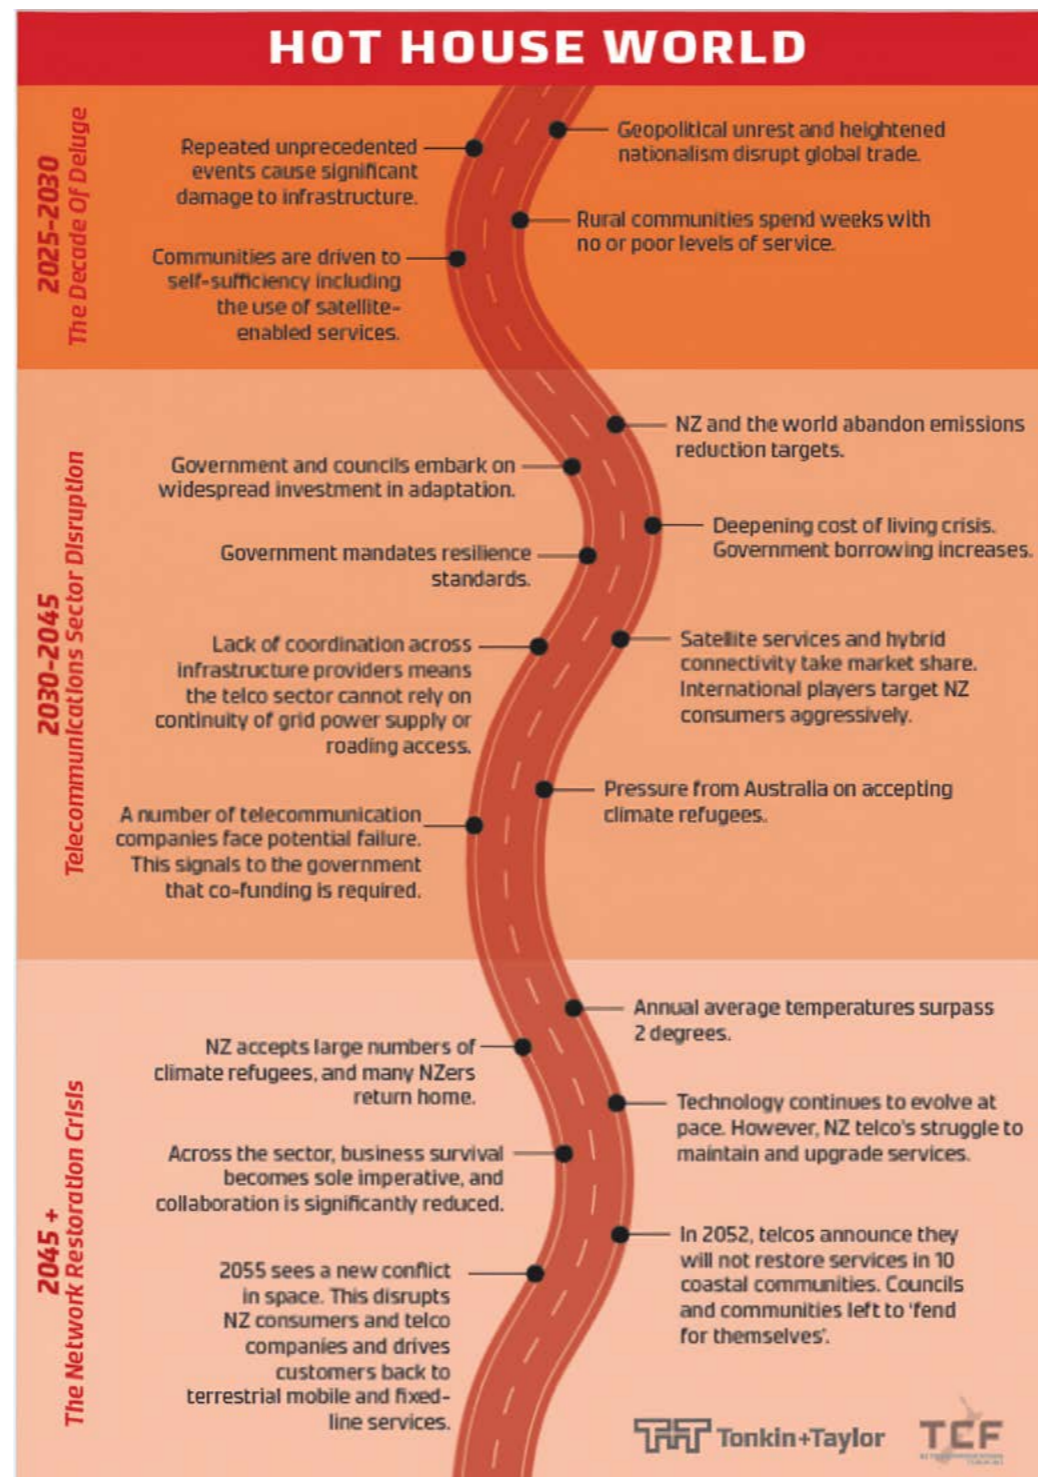 HOT HOUSE WORLD
2025-2030
The Decade Of Deluge
Geopolitical unrest and heightened
nationalism disrupt global trade.
Repeated unprecedented
events cause significant
damage to infrastructure.
Rural communities spend weeks with
no or poor levels of service.
Communities are driven to
self-sufficiency including
the use of satellite-
enabled services.
2030-2045
Telecommunications Sector Disruption
NZ and the world abandon emissions
reduction targets.
Government and councils embark on
widespread investment in adaptation.
Deepening cost of living crisis.
Government borrowing increases.
Government mandates resilience
standards.
Satellite services and hybrid
connectivity take market share.
International players target NZ
consumers aggressively.
Lack of coordination across
infrastructure providers means
the telco sector cannot rely on
continuity of grid power supply or
roading access.
Pressure from Australia on accepting
climate refugees.
A number of telecommunication
companies face potential failure.
This signals to the government
that co-funding is required.
2045 +
The Network Restoration Crisis
Annual average temperatures surpass
2 degrees.
NZ accepts large numbers of
climate refugees, and many NZers
return home.
Technology continues to evolve at
pace. However, NZ telco's struggle to
maintain and upgrade services.
Across the sector, business survival
becomes sole imperative, and
collaboration is significantly reduced.
In 2052, telcos announce they
will not restore services in 10
coastal communities. Councils
and communities left to 'fend
for themselves'.
2055 sees a new conflict
in space. This disrupts
NZ consumers and telco
companies and drives
customers back to
terrestrial mobile and fixed-
line services.
Tonkin+Taylor
TCF